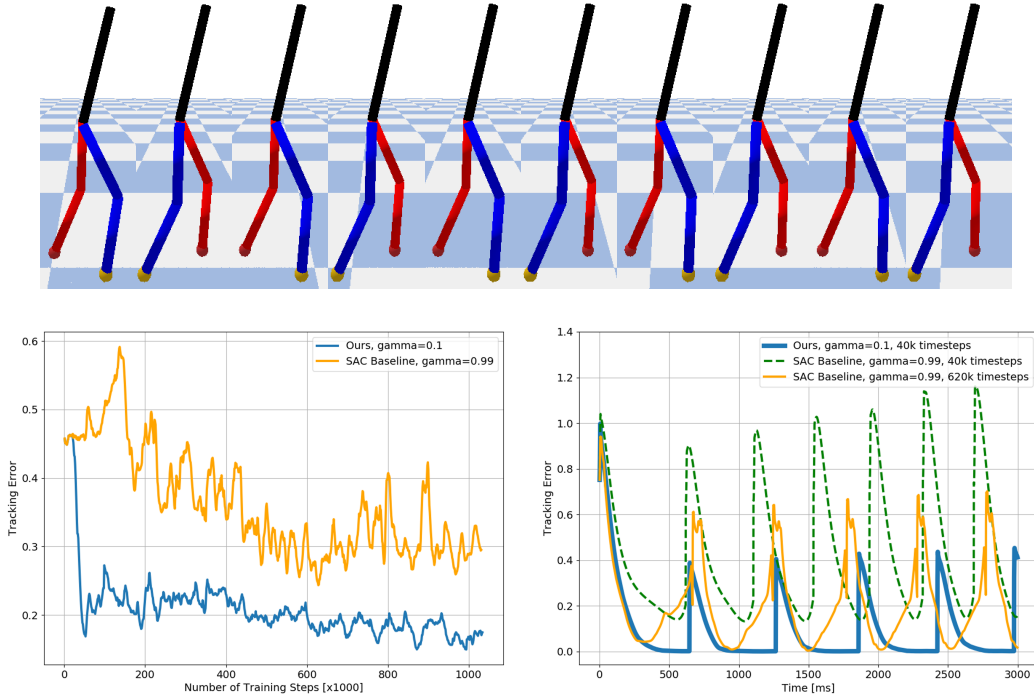 0.6
0.5
0.4
0.3
0.2
Tracking Error
Ours, gamma=0.1
SAC Baseline, gamma=0.99
0 200 400 600 800 1000
Number of Training Steps [x1000]
1.4
1.2
1.0
0.8
0.6
0.4
0.2
0.0
Tracking Error
Ours, gamma=0.1, 40k timesteps
SAC Baseline, gamma=0.99, 40k timesteps
SAC Baseline, gamma=0.99, 620k timesteps
0 500 1000 1500 2000 2500 3000
Time [ms]